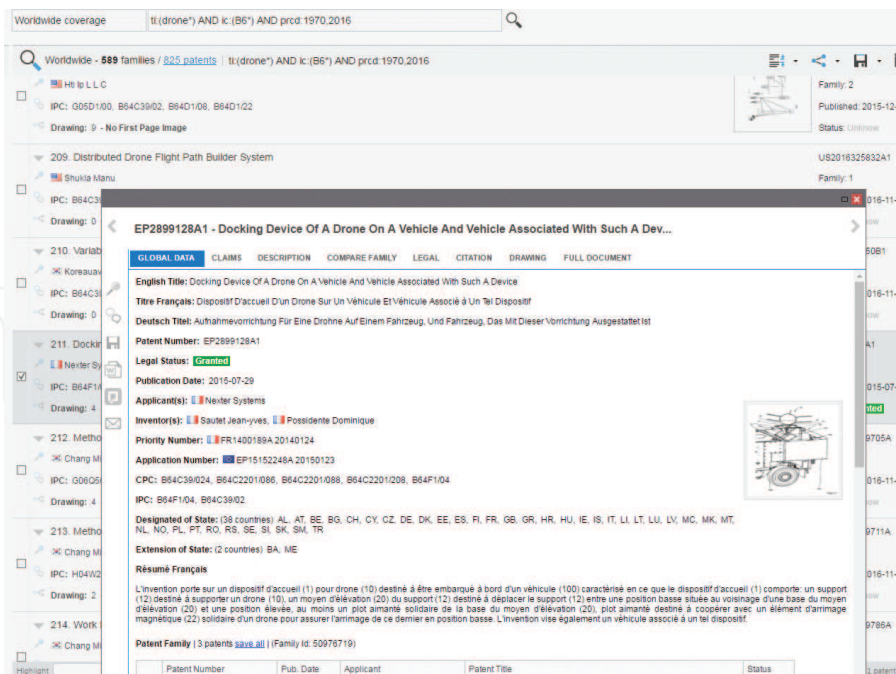 Worldwide coverage ti:(drone*) AND ic:(B6*) AND prcd:1970,2016
Worldwide - 589 families / 825 patents | ti:(drone*) AND ic:(B6*) AND prcd:1970,2016
Hti Ip L L C
Family: 2
IPC: G05D1/00, B64C39/02, B64D1/08, B64D1/22
Published: 2015-12-
Drawing: 9 - No First Page Image
Status: Unknow
209. Distributed Drone Flight Path Builder System
US2016325832A1
Shukla Manu
Family: 1
IPC: B64C3
016-11-
Drawing: 0
210. Variab
Koreauav
IPC: B64C3
016-11-
Drawing: 0
211. Dockin
A1
Nexter Sy
IPC: B64F1/
015-07-
Drawing: 4
nted
212. Metho
9705A
Chang Mi
IPC: G06Q5
016-11-
Drawing: 4
213. Metho
9711A
Chang Mi
IPC: H04W2
016-11-
Drawing: 2
214. Work
9786A
Chang Mi
Highlight
EP2899128A1 - Docking Device Of A Drone On A Vehicle And Vehicle Associated With Such A Dev...
GLOBAL DATA CLAIMS DESCRIPTION COMPARE FAMILY LEGAL CITATION DRAWING FULL DOCUMENT
English Title: Docking Device Of A Drone On A Vehicle And Vehicle Associated With Such A Device
Titre Français: Dispositif D'accueil D'un Drone Sur Un Véhicule Et Véhicule Associé à Un Tel Dispositif
Deutsch Titel: Aufnahmevorrichtung Für Eine Drohne Auf Einem Fahrzeug, Und Fahrzeug, Das Mit Dieser Vorrichtung Ausgestattet Ist
Patent Number: EP2899128A1
Legal Status: Granted
Publication Date: 2015-07-29
Applicant(s): Nexter Systems
Inventor(s): Sautet Jean-yves, Possidente Dominique
Priority Number: FR1400189A 20140124
Application Number: EP15152248A 20150123
CPC: B64C39/024, B64C2201/086, B64C2201/088, B64C2201/208, B64F1/04
IPC: B64F1/04, B64C39/02
Designated of State: (38 countries) AL, AT, BE, BG, CH, CY, CZ, DE, DK, EE, ES, FI, FR, GB, GR, HR, HU, IE, IS, IT, LI, LT, LU, LV, MC, MK, MT,
NL, NO, PL, PT, RO, RS, SE, SI, SK, SM, TR
Extension of State: (2 countries) BA, ME
Résumé Français
L'invention porte sur un dispositif d'accueil (1) pour drone (10) destiné à être embarqué à bord d'un véhicule (100) caractérisé en ce que le dispositif d'accueil (1) comporte: un support
(12) destiné à supporter un drone (10), un moyen d'élévation (20) du support (12) destiné à déplacer le support (12) entre une position basse située au voisinage d'une base du moyen
d'élévation (20) et une position élevée, au moins un plot aimanté solidaire de la base du moyen d'élévation (20), plot aimanté destiné à coopérer avec un élément d'arrimage
magnétique (22) solidaire d'un drone pour assurer l'arrimage de ce dernier en position basse. L'invention vise également un véhicule associé à un tel dispositif.
Patent Family | 3 patents save all | (Family Id: 50976719)
Patent Number Pub. Date Applicant Patent Title Status